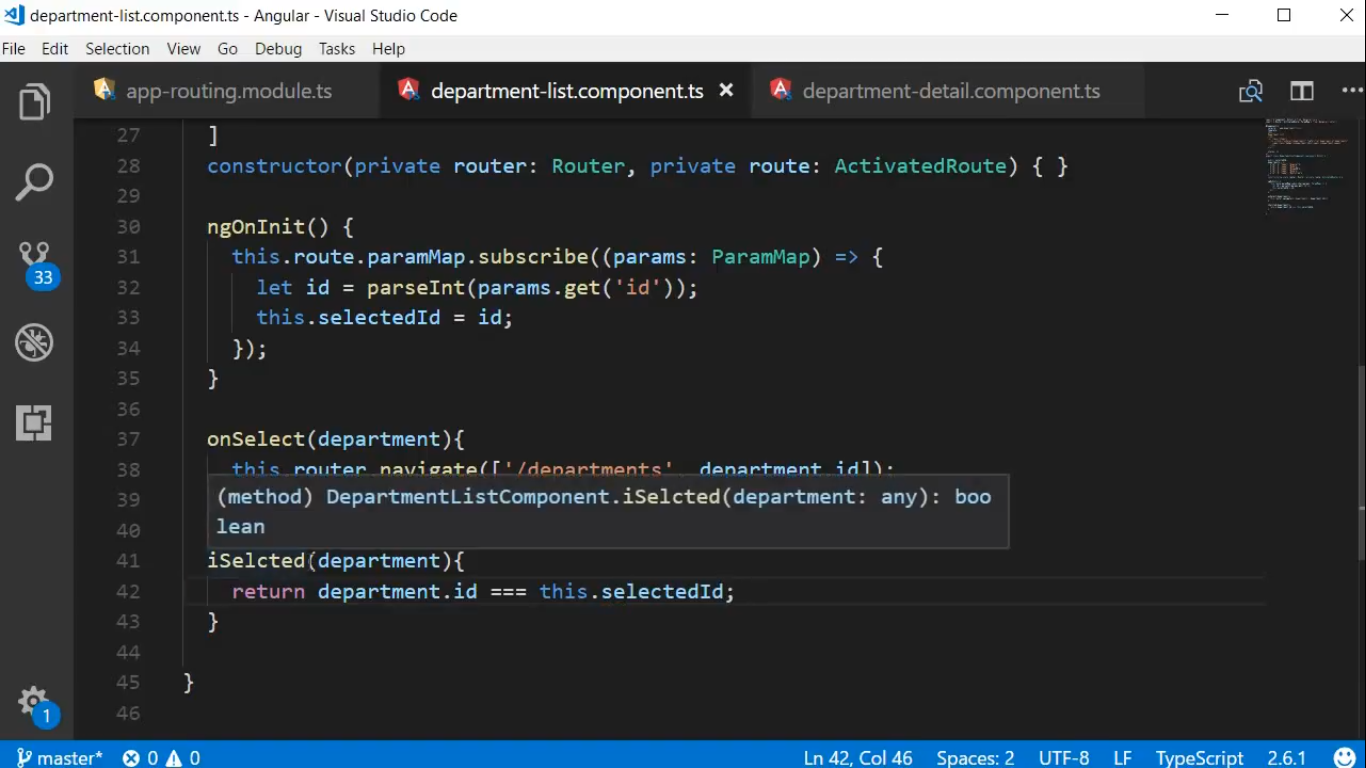 department-list.component.ts - Angular - Visual Studio Code
File Edit Selection View Go Debug Tasks Help
app-routing.module.ts department-list.component.ts department-detail.component.ts
27 ]
28 constructor(private router: Router, private route: ActivatedRoute) { }
29
30 ngOnInit() {
31 this.route.paramMap.subscribe((params: ParamMap) => {
32 let id = parseInt(params.get('id'));
33 this.selectedId = id;
34 });
35 }
36
37 onSelect(department){
38 this.router.navigate(['/departments', department.id]);
39 (method) DepartmentListComponent.iSelcted(department: any): boo
40 lean
41 iSelcted(department){
42 return department.id === this.selectedId;
43 }
44
45 }
46
33
1
master* 0 0 Ln 42, Col 46 Spaces: 2 UTF-8 LF TypeScript 2.6.1